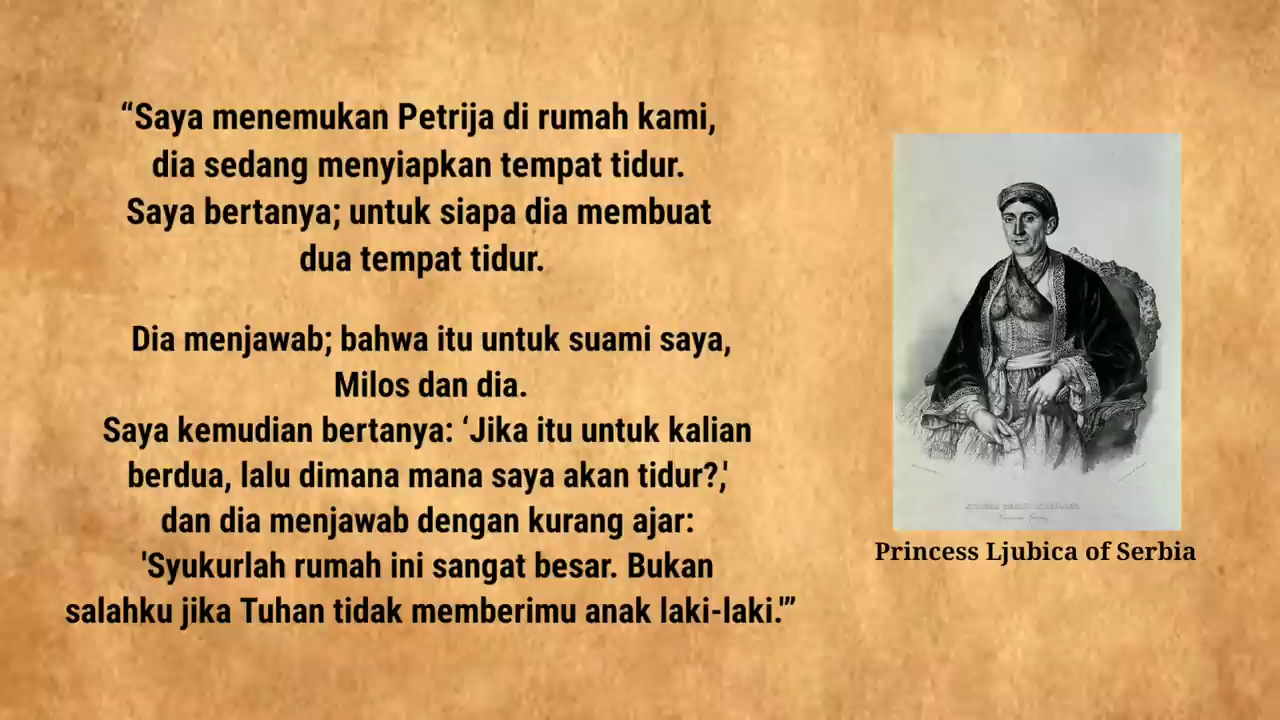 “Saya menemukan Petrija di rumah kami,
dia sedang menyiapkan tempat tidur.
Saya bertanya; untuk siapa dia membuat
dua tempat tidur.
Dia menjawab; bahwa itu untuk suami saya,
Milos dan dia.
Saya kemudian bertanya: ‘Jika itu untuk kalian
berdua, lalu dimana mana saya akan tidur?,'
dan dia menjawab dengan kurang ajar:
'Syukurlah rumah ini sangat besar. Bukan
salahku jika Tuhan tidak memberimu anak laki-laki.'”
Princess Ljubica of Serbia